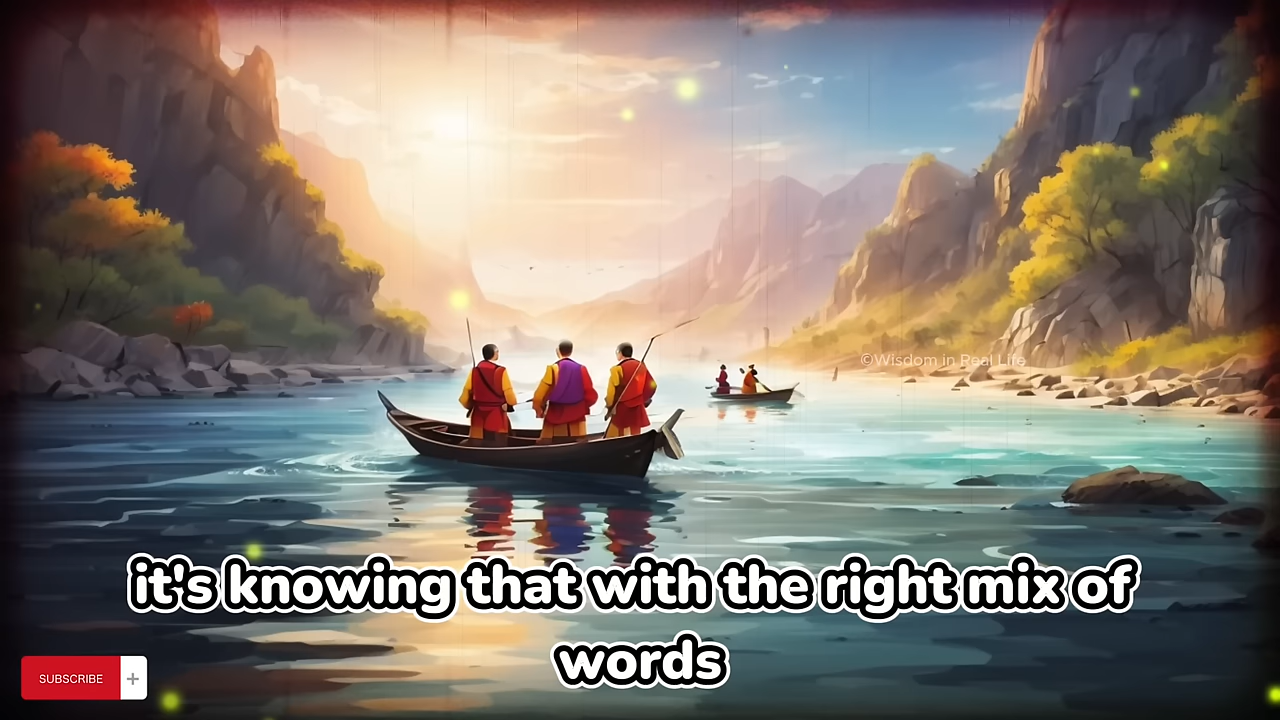 ©Wisdom in Real Life
it's knowing that with the right mix of
words
SUBSCRIBE